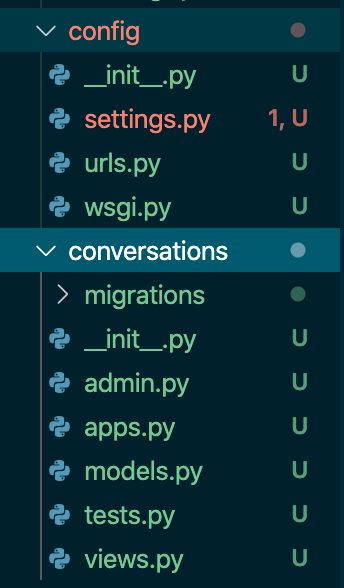 config
__init__.py U
settings.py 1, U
urls.py U
wsgi.py U
conversations
migrations
__init__.py U
admin.py U
apps.py U
models.py U
tests.py U
views.py U